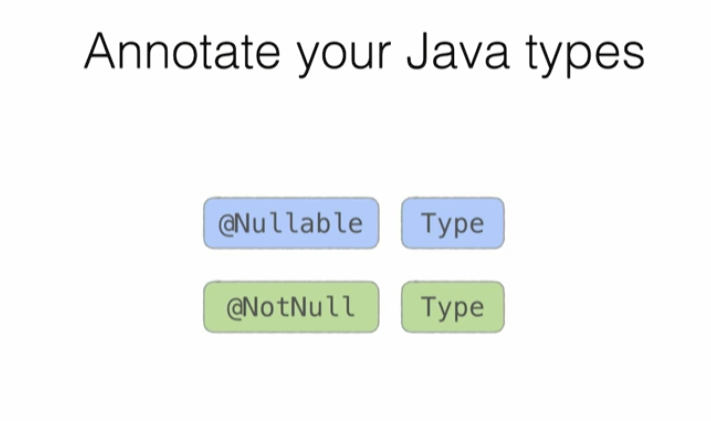 Annotate your Java types
@Nullable Type
@NotNull Type